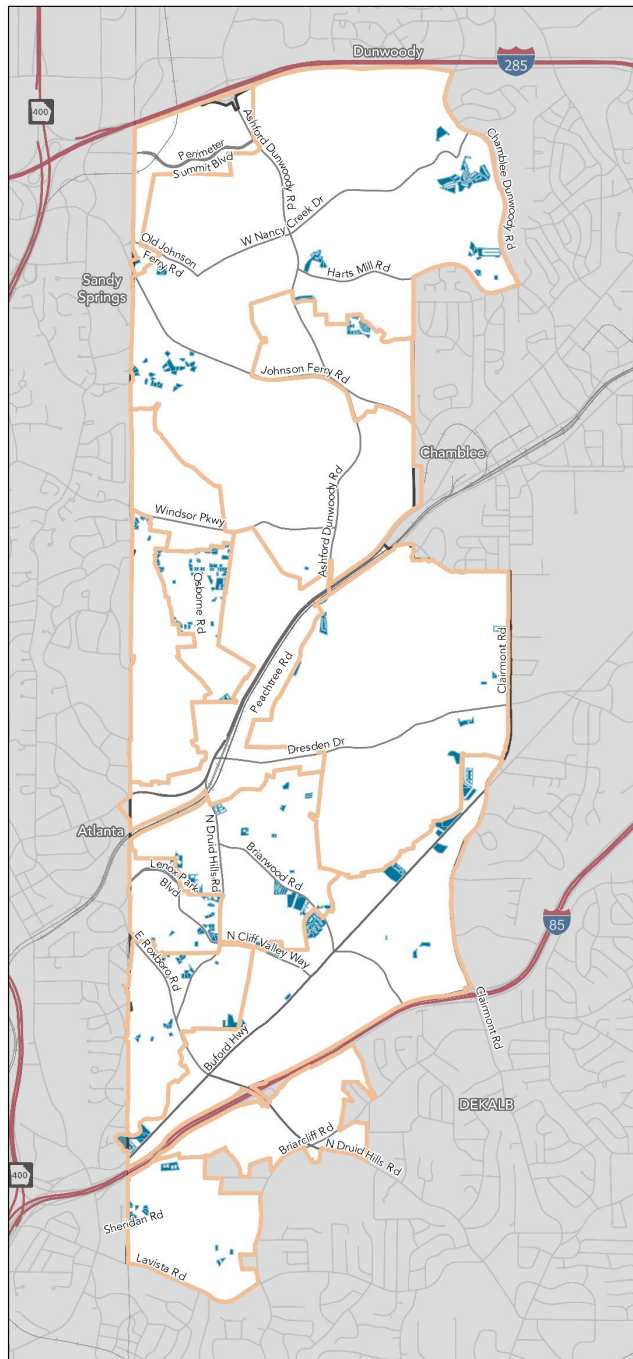 Dunwoody
285
400
Ashford Dunwoody Rd
Perimeter
Summit Blvd
Chamblee Dunwoody Rd
W Nancy Creek Dr
Old Johnson
Ferry Rd
Harts Mill Rd
Sandy
Springs
Johnson Ferry Rd
Chamblee
Ashford Dunwoody Rd
Windsor Pkwy
Osborne Rd
Clairmont Rd
Peachtree Rd
Dresden Dr
Atlanta
N Druid Hills Rd
Briarwood Rd
Lenox Park
Blvd
85
N Cliff Valley Way
E Roxboro Rd
Clairmont Rd
Buford Hwy
DEKALB
Briarcliff Rd
N Druid Hills Rd
400
Sheridan Rd
Lavista Rd